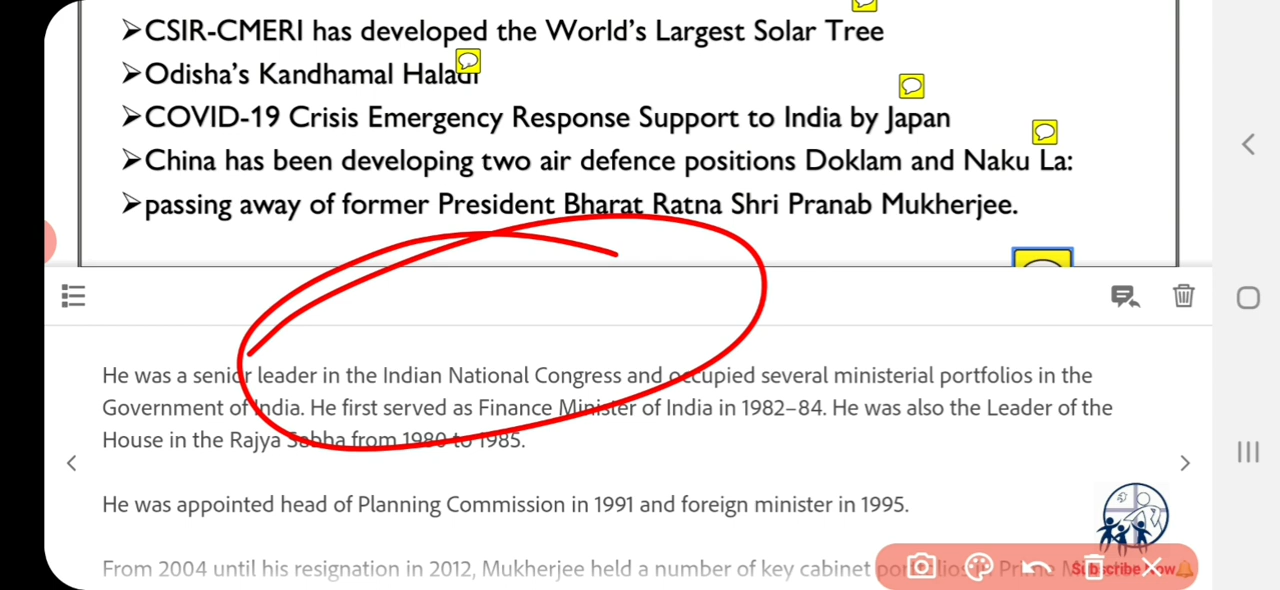 ➢CSIR-CMERI has developed the World's Largest Solar Tree
➢Odisha's Kandhamal Haladi
➢COVID-19 Crisis Emergency Response Support to India by Japan
➢China has been developing two air defence positions Doklam and Naku La:
➢passing away of former President Bharat Ratna Shri Pranab Mukherjee.
He was a senior leader in the Indian National Congress and occupied several ministerial portfolios in the
Government of India. He first served as Finance Minister of India in 1982–84. He was also the Leader of the
House in the Rajya Sabha from 1980 to 1985.
He was appointed head of Planning Commission in 1991 and foreign minister in 1995.
From 2004 until his resignation in 2012, Mukherjee held a number of key cabinet portfolios in Prime
Subscribe Now